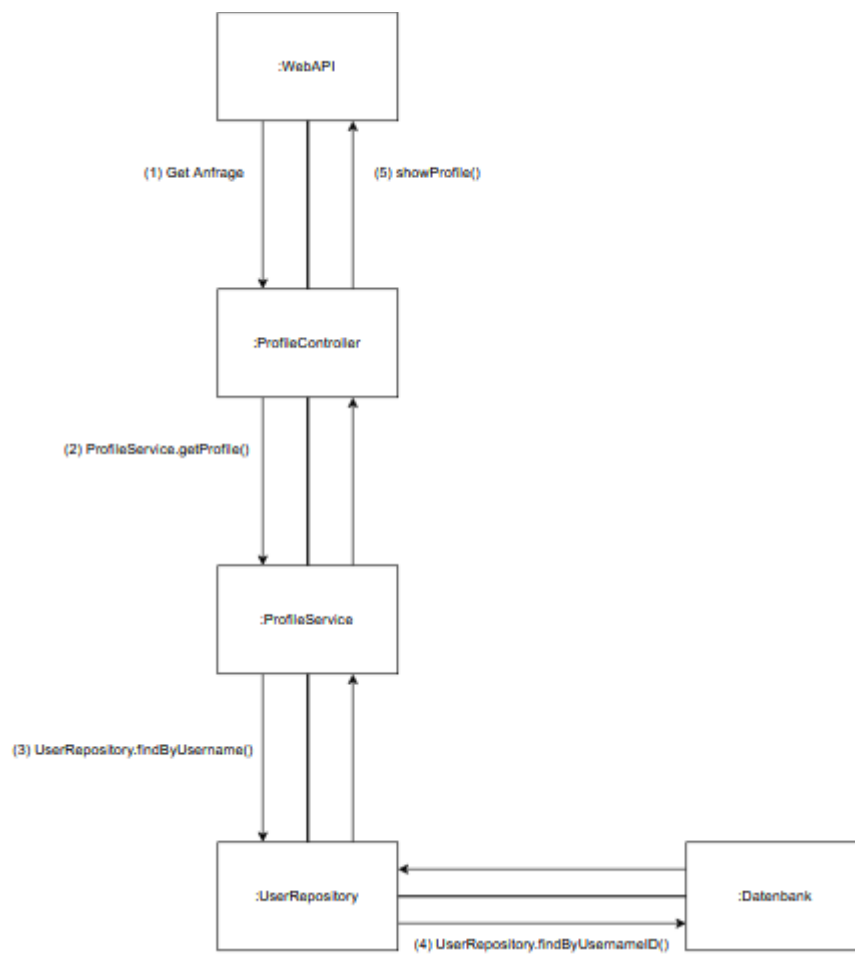 :WebAPI
(1) Get Anfrage
(5) showProfile()
:ProfileController
(2) ProfileService.getProfile()
:ProfileService
(3) UserRepository.findByUsername()
:UserRepository
:Datenbank
(4) UserRepository.findByUsernameID()